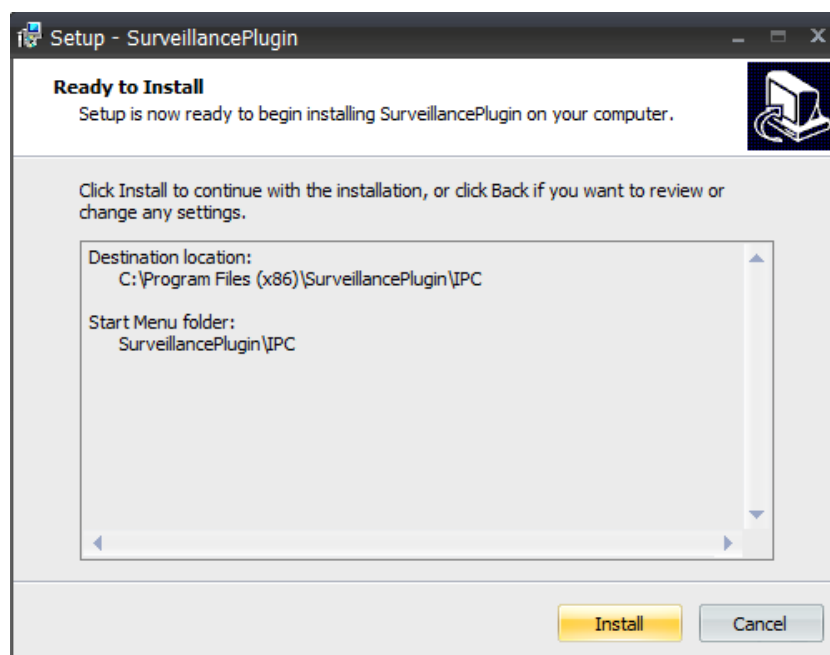 Setup - SurveillancePlugin
Ready to Install
Setup is now ready to begin installing SurveillancePlugin on your computer.
Click Install to continue with the installation, or click Back if you want to review or
change any settings.
Destination location:
C:\Program Files (x86)\SurveillancePlugin\IPC
Start Menu folder:
SurveillancePlugin\IPC
Install
Cancel